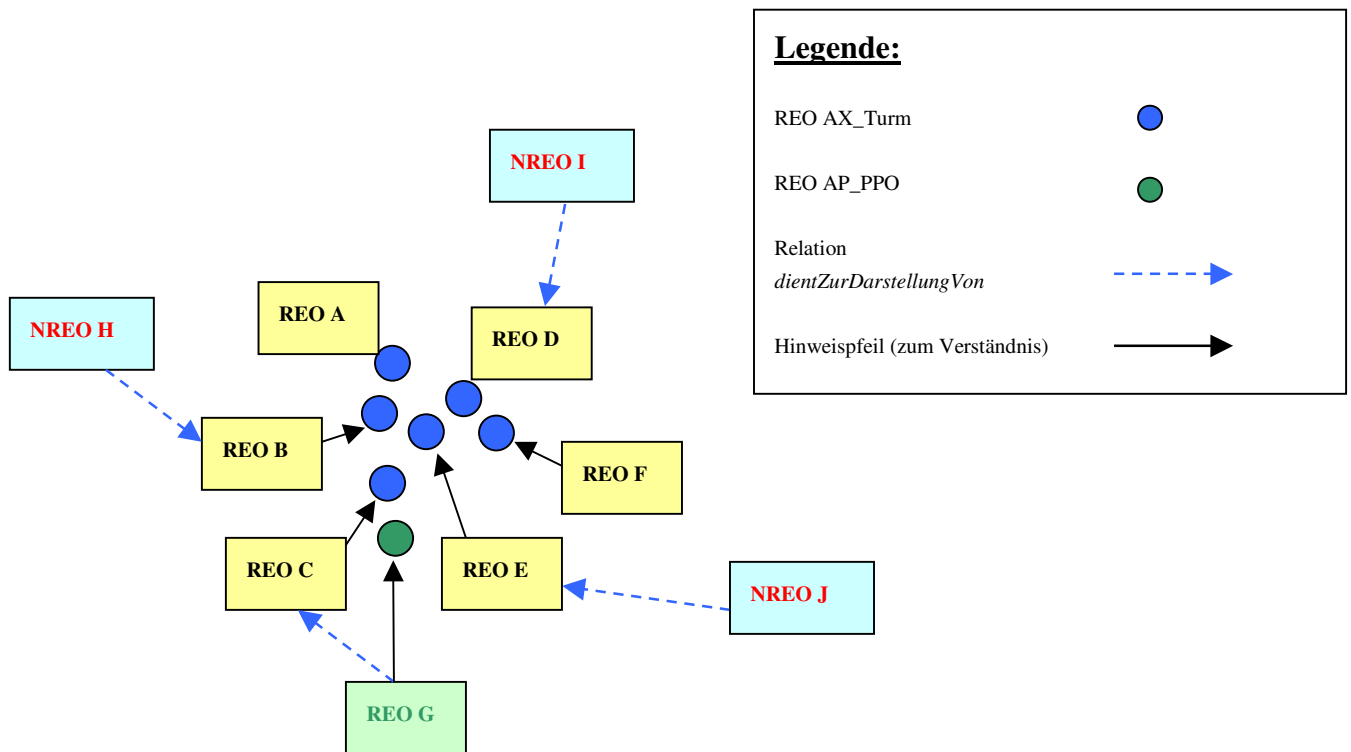 Legende:
REO AX_Turm
REO AP_PPO
Relation
dientZurDarstellungVon
Hinweispfeil (zum Verständnis)
NREO I
REO A
REO D
NREO H
REO B
REO F
REO C
REO E
NREO J
REO G